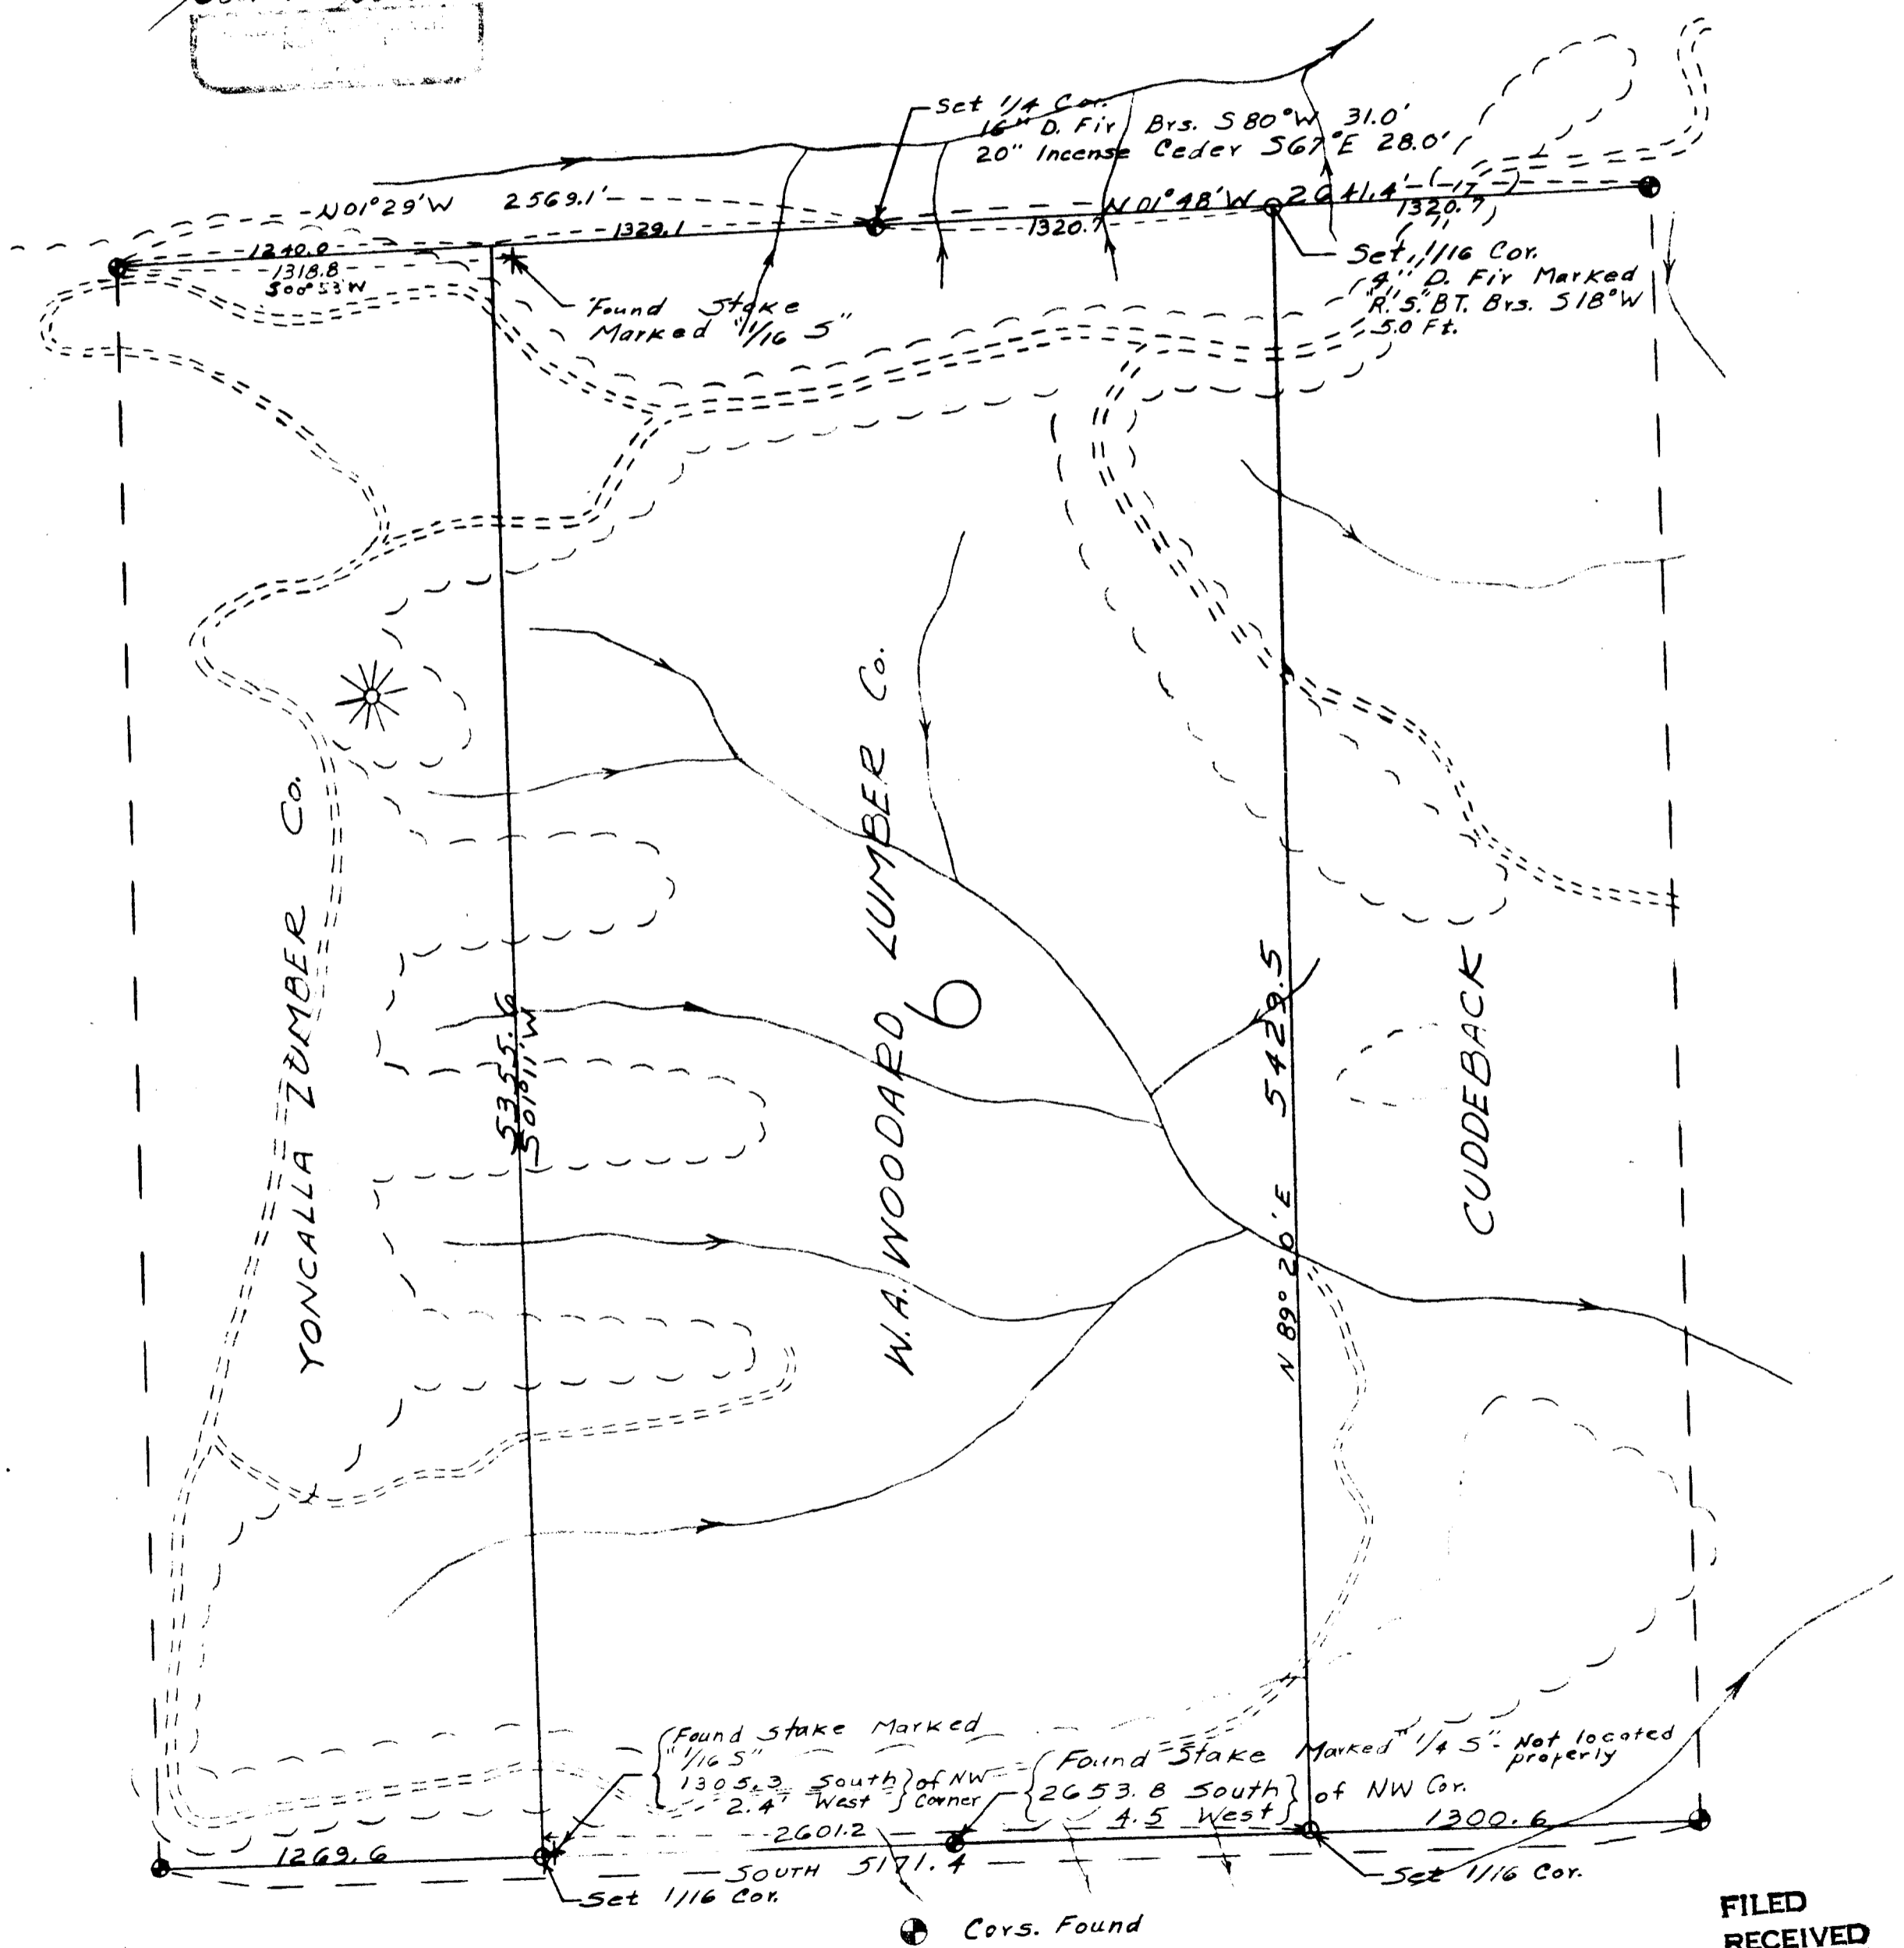 Set 1/4 Cor.
16" D. Fir Brs. S80°W 31.0'
20" Incense Ceder S67°E 28.0'
N01°29'W 2569.1'
N01°48'W 2641.4'
1240.0
1329.1
1320.7
1320.7
1318.8
S00°53'W
Set 1/16 Cor.
4" D. Fir Marked
"R.S." BT. Brs. S18°W
5.0 Ft.
Found Stake
Marked "1/16 S"
YONCALLA LUMBER Co.
5355.6
S01°11'W
W.A. WOODARD LUMBER Co.
6
N 89° 26' E 5429.5
CUDDEBACK
Found Stake Marked
"1/16 S"
1305.3 South of NW
2.4' West Corner
Found Stake Marked "1/4 S" - Not located
properly
2653.8 South of NW Cor.
4.5 West
1269.6
2601.2
1300.6
SOUTH 5171.4
Set 1/16 Cor.
Set 1/16 Cor.
Cors. Found
FILED
RECEIVED